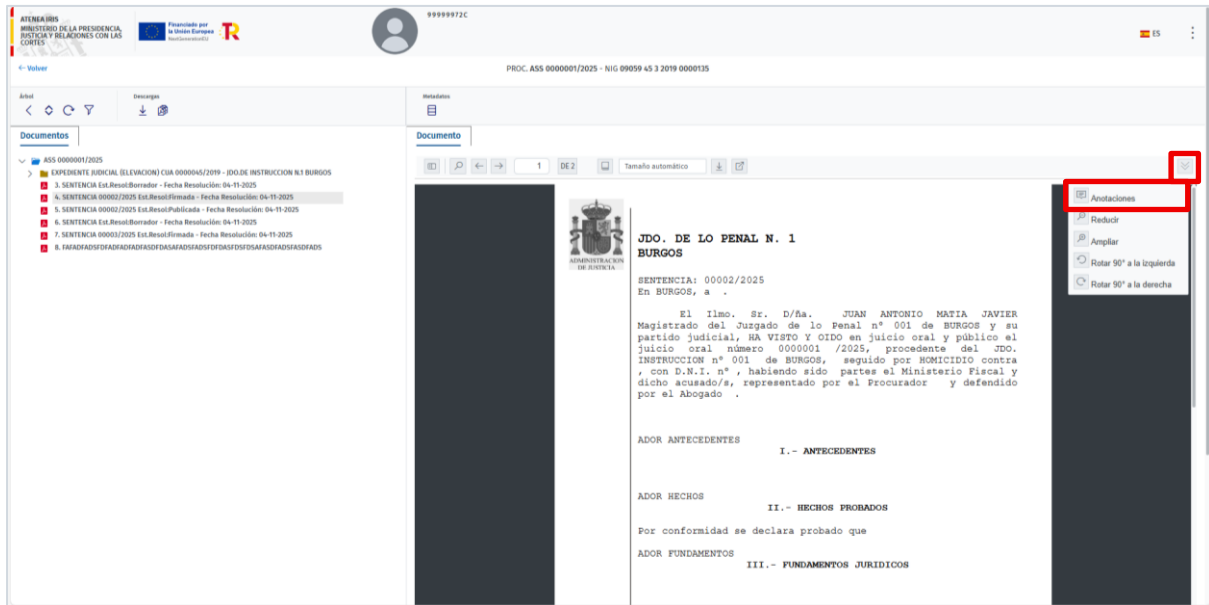 ATENEA IRIS
MINISTERIO DE LA PRESIDENCIA,
JUSTICIA Y RELACIONES CON LAS
CORTES
Financiado por
la Unión Europea
NextGenerationEU
99999972C
ES
← Volver
PROC. ASS 0000001/2025 - NIG 09059 45 3 2019 0000135
Árbol
Descargas
Metadatos
Documentos
Documento
ASS 0000001/2025
EXPEDIENTE JUDICIAL (ELEVACION) CUA 0000045/2019 - JDO.DE INSTRUCCION N.1 BURGOS
3. SENTENCIA Est.Resol:Borrador - Fecha Resolución: 04-11-2025
4. SENTENCIA 00002/2025 Est.Resol:Firmada - Fecha Resolución: 04-11-2025
5. SENTENCIA 00002/2025 Est.Resol:Publicada - Fecha Resolución: 04-11-2025
6. SENTENCIA Est.Resol:Borrador - Fecha Resolución: 04-11-2025
7. SENTENCIA 00003/2025 Est.Resol:Firmada - Fecha Resolución: 04-11-2025
1 DE 2
Tamaño automático
Anotaciones
Reducir
Ampliar
Rotar 90° a la izquierda
Rotar 90° a la derecha
ADMINISTRACION
DE JUSTICIA
JDO. DE LO PENAL N. 1
BURGOS
SENTENCIA: 00002/2025
En BURGOS, a .
El Ilmo. Sr. D/ña. JUAN ANTONIO MATIA JAVIER
Magistrado del Juzgado de lo Penal nº 001 de BURGOS y su
partido judicial, HA VISTO Y OIDO en juicio oral y público el
juicio oral número 0000001 /2025, procedente del JDO.
INSTRUCCION nº 001 de BURGOS, seguido por HOMICIDIO contra
, con D.N.I. nº , habiendo sido partes el Ministerio Fiscal y
dicho acusado/s, representado por el Procurador y defendido
por el Abogado .
ADOR ANTECEDENTES
I.- ANTECEDENTES
ADOR HECHOS
II.- HECHOS PROBADOS
Por conformidad se declara probado que
ADOR FUNDAMENTOS
III.- FUNDAMENTOS JURIDICOS